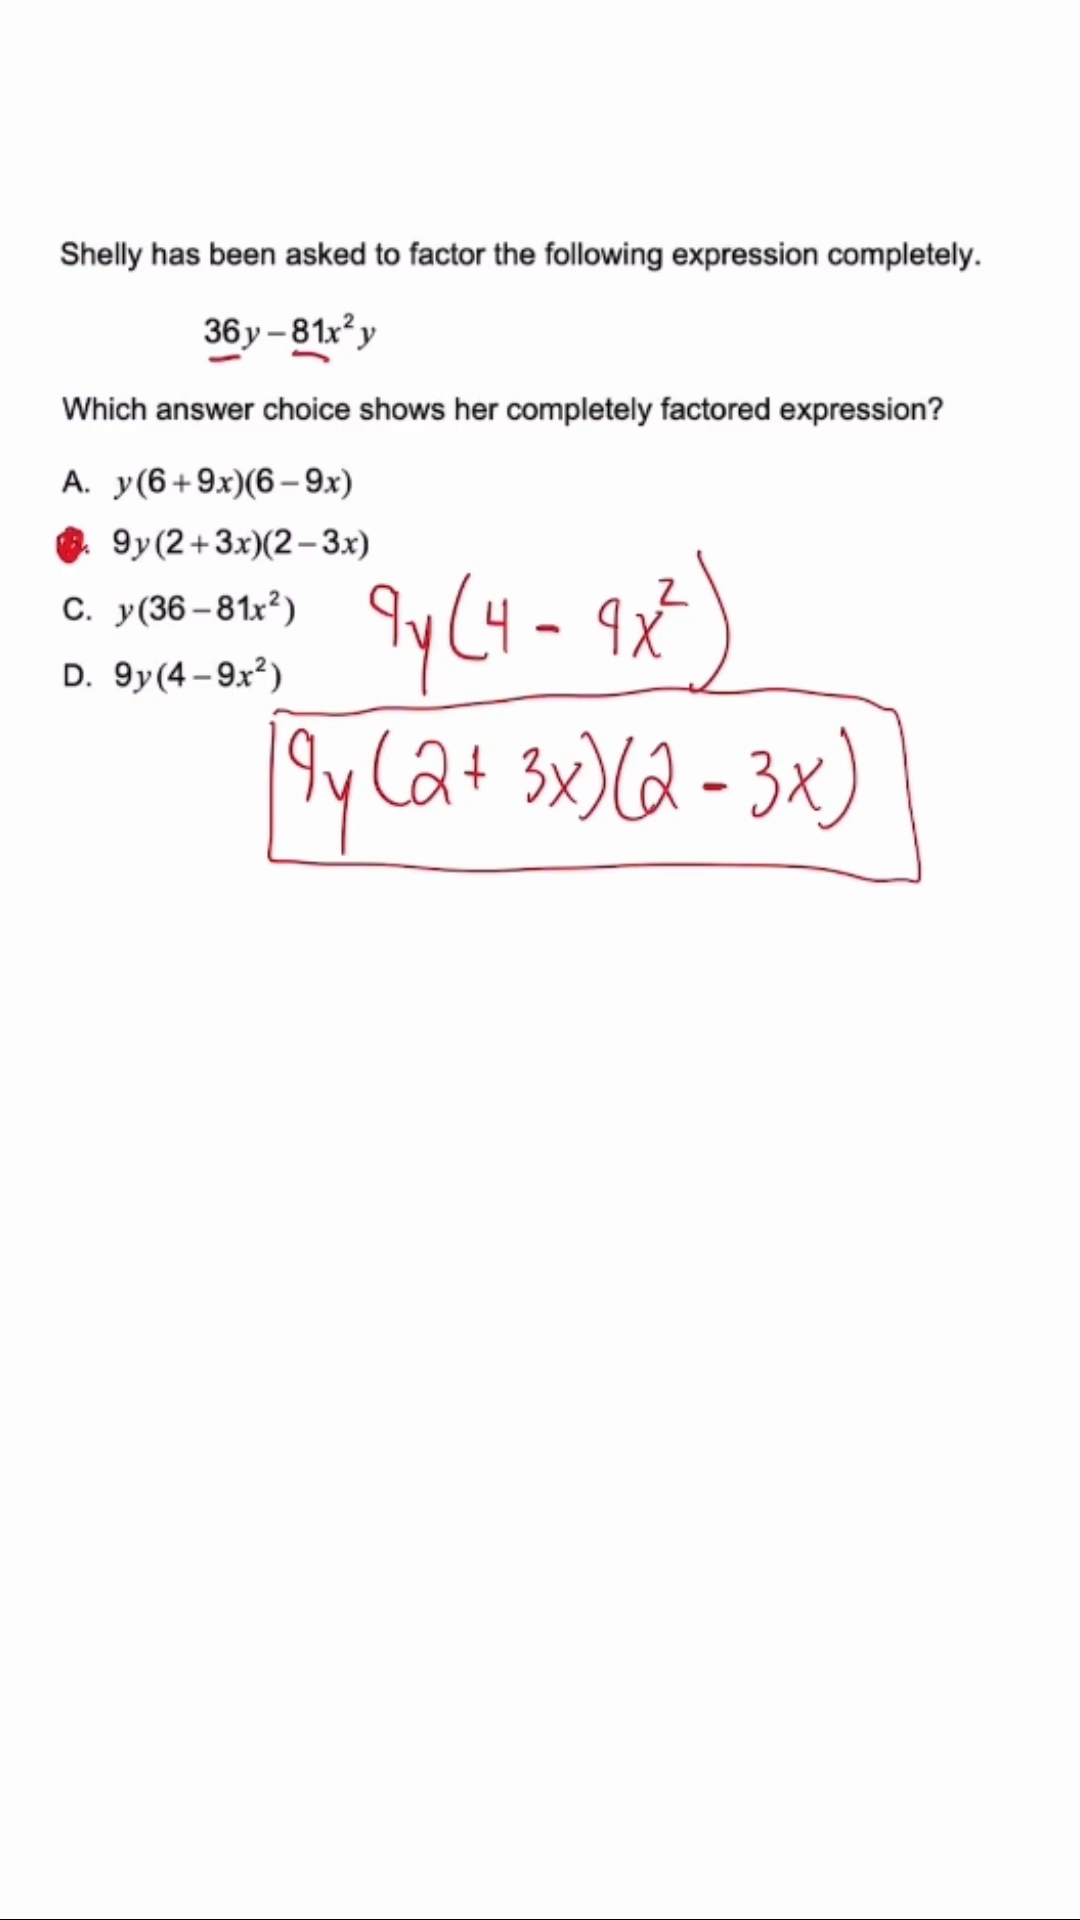 Shelly has been asked to factor the following expression completely.
36y – 81x²y
Which answer choice shows her completely factored expression?
A. y(6 + 9x)(6 – 9x)
9y(2 + 3x)(2 – 3x)
C. y(36 – 81x²)
9y(4 - 9x²)
D. 9y(4 – 9x²)
9y(2 + 3x)(2 - 3x)